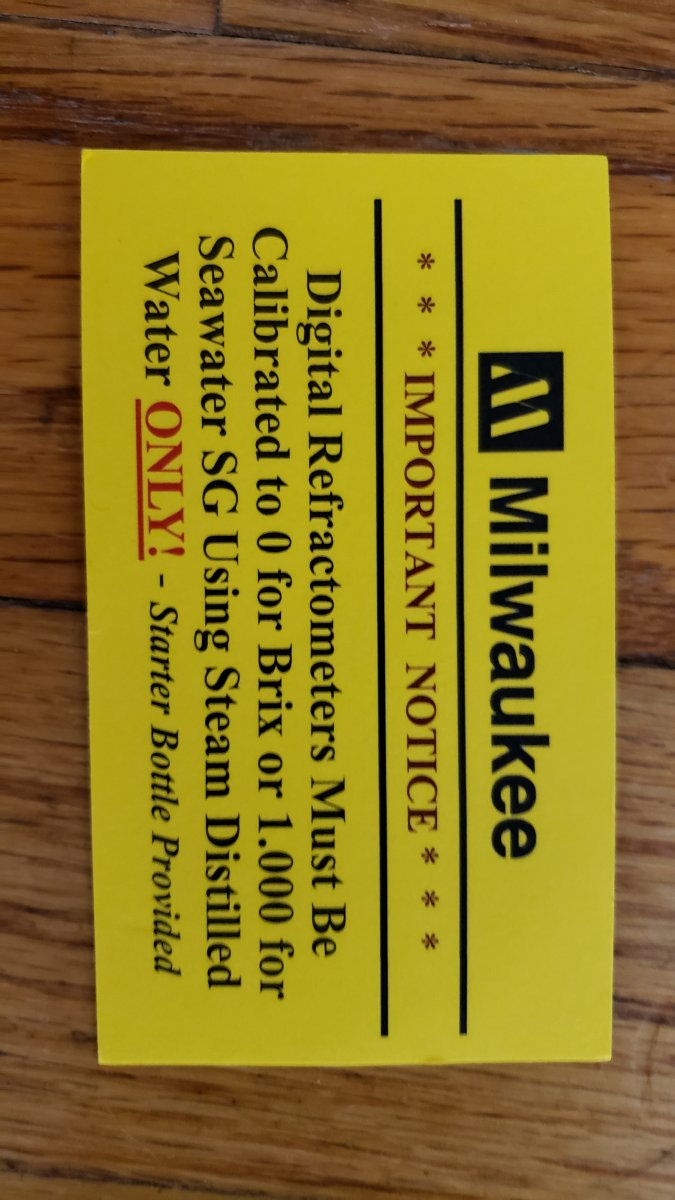 Milwaukee
* * * IMPORTANT NOTICE * * *
Digital Refractometers Must Be
Calibrated to 0 for Brix or 1.000 for
Seawater SG Using Steam Distilled
Water ONLY! - Starter Bottle Provided